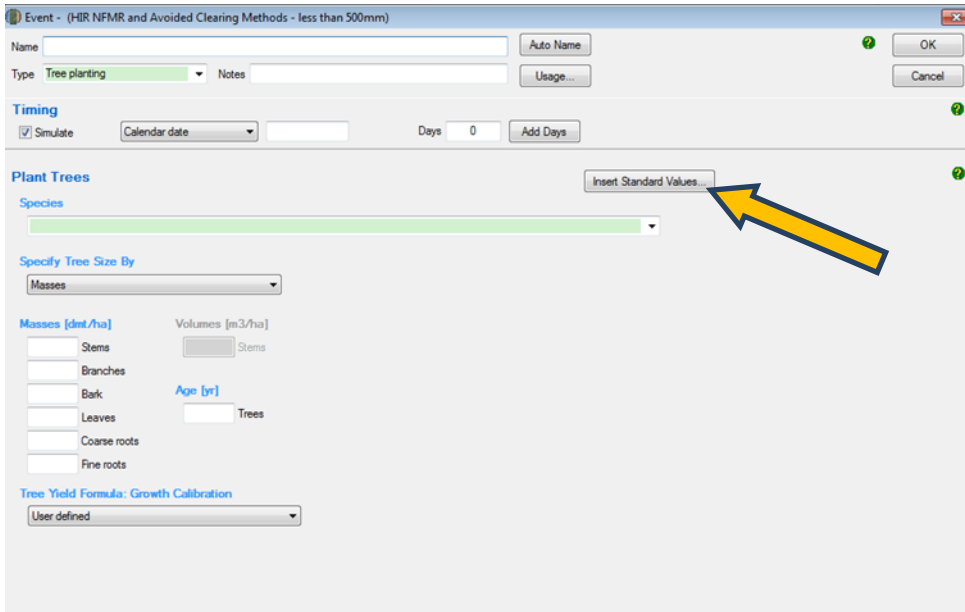 Event - (HIR NFMR and Avoided Clearing Methods - less than 500mm)
Name Auto Name ? OK
Type Tree planting Notes Usage... Cancel
Timing ?
Simulate Calendar date Days 0 Add Days
Plant Trees Insert Standard Values... ?
Species
Specify Tree Size By
Masses
Masses [dmt/ha] Volumes [m3/ha]
Stems Stems
Branches
Bark Age [yr]
Leaves Trees
Coarse roots
Fine roots
Tree Yield Formula: Growth Calibration
User defined